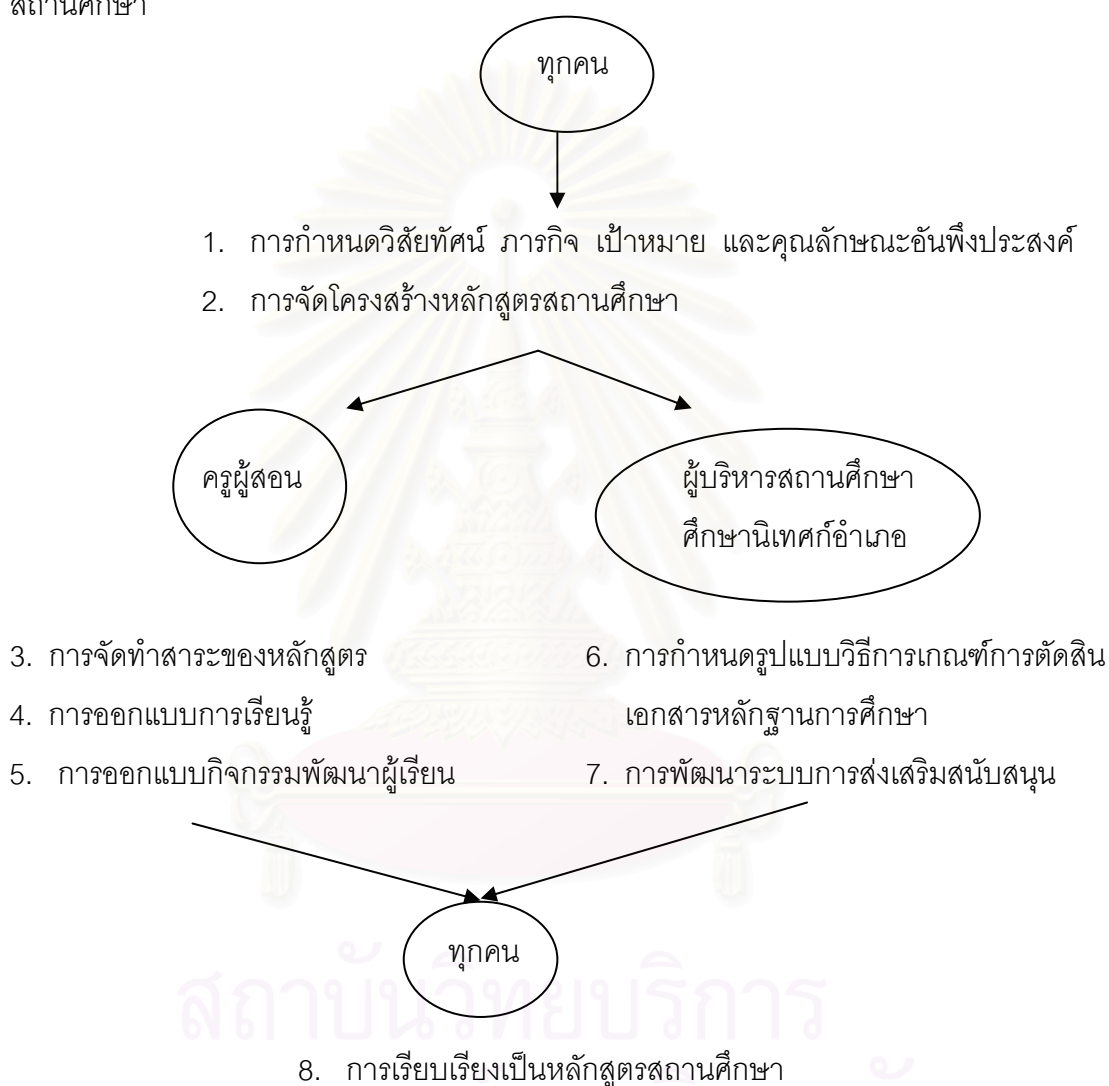 สถานศึกษา
ทุกคน
1. การกำหนดวิสัยทัศน์ ภารกิจ เป้าหมาย และคุณลักษณะอันพึงประสงค์
2. การจัดโครงสร้างหลักสูตรสถานศึกษา
ครูผู้สอน
ผู้บริหารสถานศึกษา
ศึกษานิเทศก์อำเภอ
3. การจัดทำสาระของหลักสูตร
4. การออกแบบการเรียนรู้
5. การออกแบบกิจกรรมพัฒนาผู้เรียน
6. การกำหนดรูปแบบวิธีการเกณฑ์การตัดสิน
เอกสารหลักฐานการศึกษา
7. การพัฒนาระบบการส่งเสริมสนับสนุน
ทุกคน
สถาบันวิทยบริการ
8. การเรียบเรียงเป็นหลักสูตรสถานศึกษา